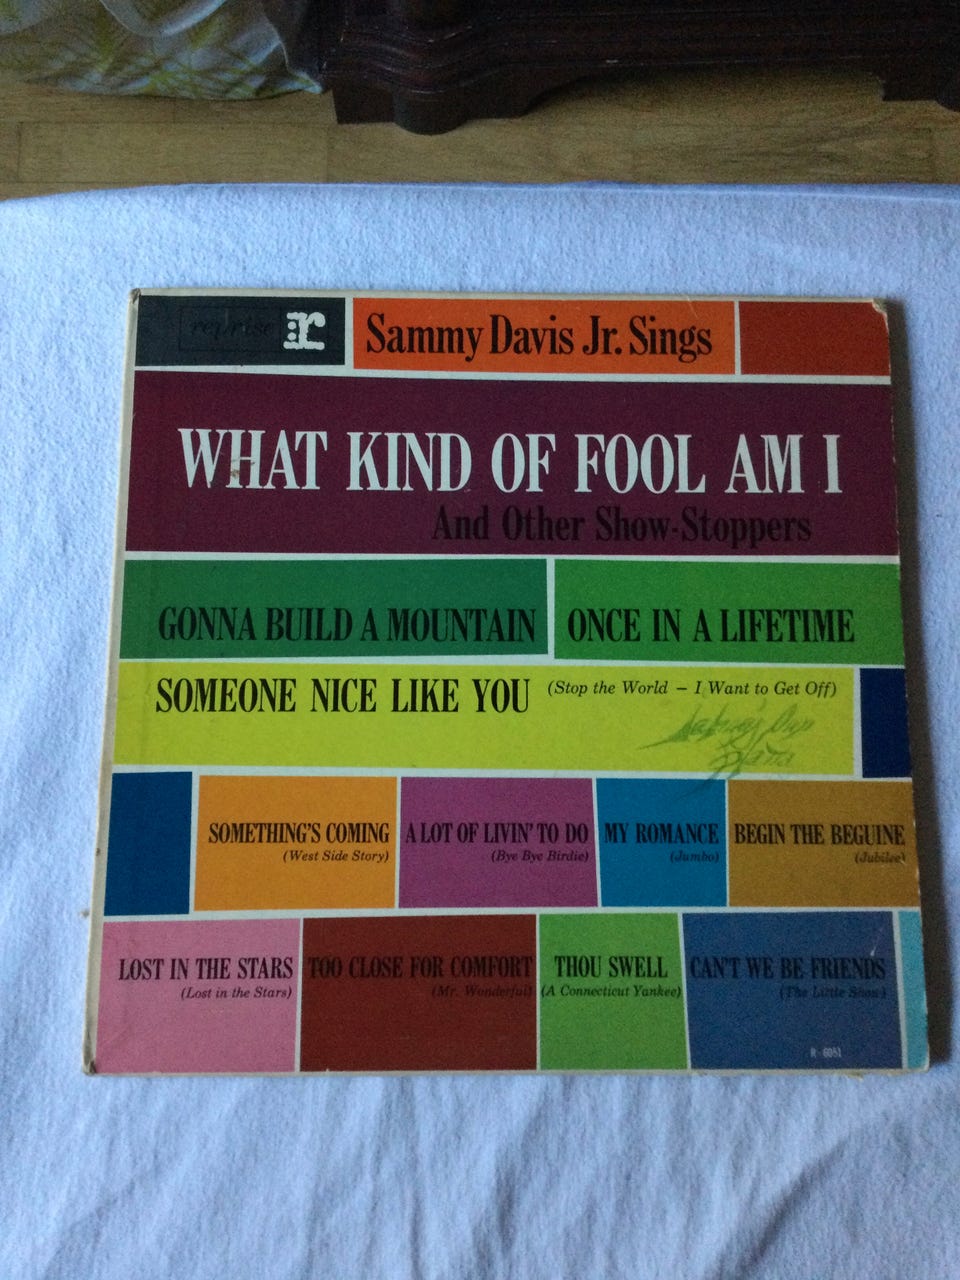 reprise r
Sammy Davis Jr. Sings
WHAT KIND OF FOOL AM I
And Other Show-Stoppers
GONNA BUILD A MOUNTAIN
ONCE IN A LIFETIME
SOMEONE NICE LIKE YOU (Stop the World – I Want to Get Off)
SOMETHING'S COMING
(West Side Story)
A LOT OF LIVIN' TO DO
(Bye Bye Birdie)
MY ROMANCE
(Jumbo)
BEGIN THE BEGUINE
(Jubilee)
LOST IN THE STARS
(Lost in the Stars)
TOO CLOSE FOR COMFORT
(Mr. Wonderful)
THOU SWELL
(A Connecticut Yankee)
CAN'T WE BE FRIENDS
(The Little Show)
R-6051